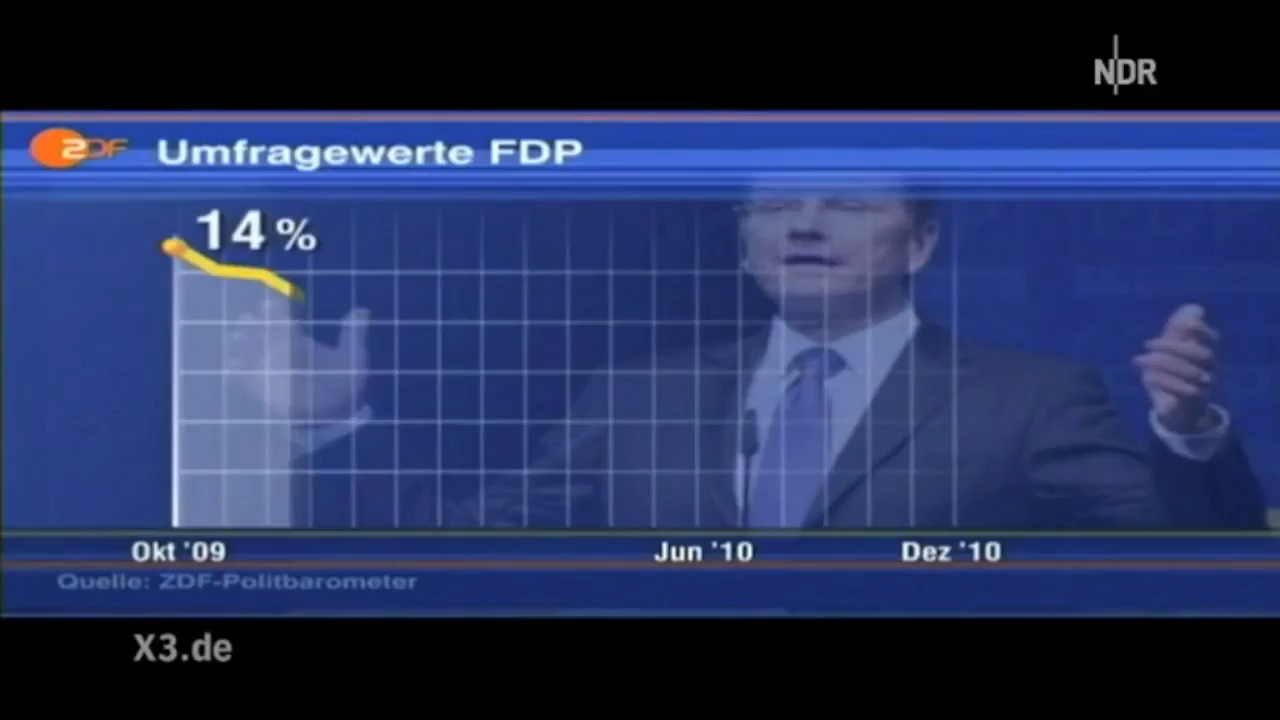 NDR
ZDF Umfragewerte FDP
14 %
Okt '09 Jun '10 Dez '10
Quelle: ZDF-Politbarometer
X3.de